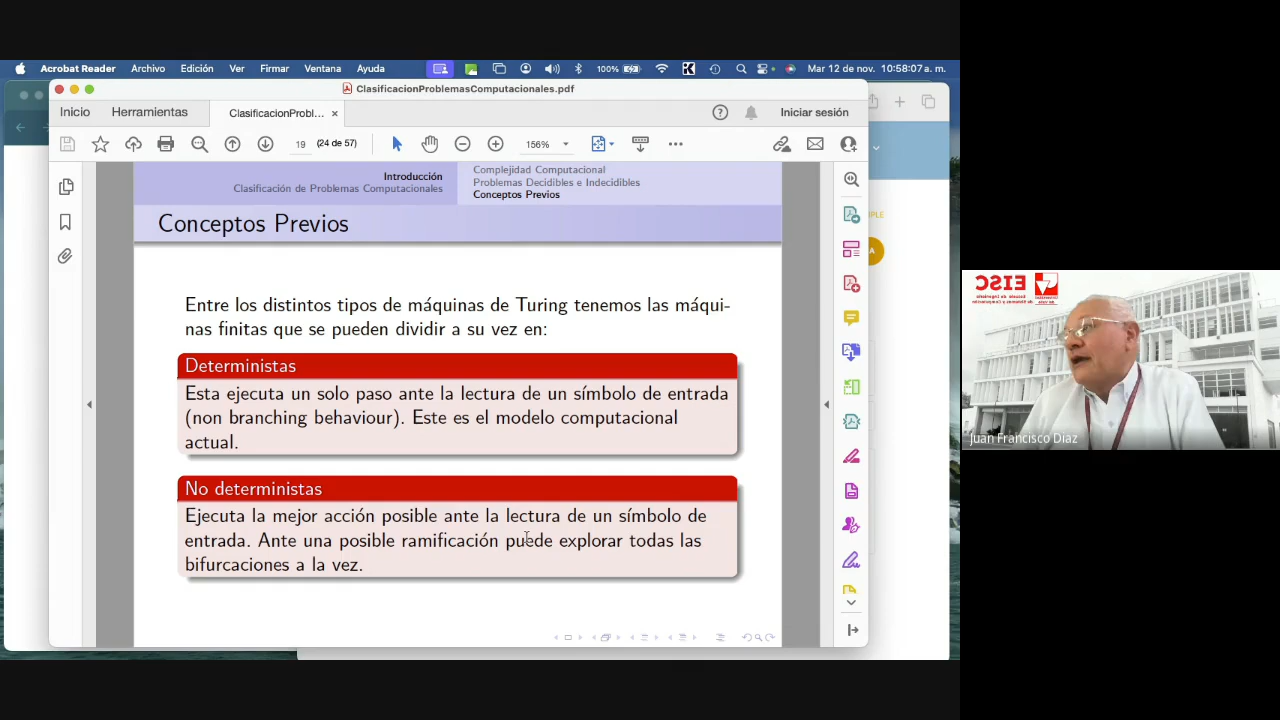 Acrobat Reader Archivo Edición Ver Firmar Ventana Ayuda 100% Mar 12 de nov. 10:58:07 a. m.
ClasificacionProblemasComputacionales.pdf
Inicio Herramientas ClasificacionProbl... × Iniciar sesión
19 (24 de 57) 156%
Introducción
Clasificación de Problemas Computacionales
Complejidad Computacional
Problemas Decidibles e Indecidibles
Conceptos Previos
Conceptos Previos
Entre los distintos tipos de máquinas de Turing tenemos las máqui-
nas finitas que se pueden dividir a su vez en:
Deterministas
Esta ejecuta un solo paso ante la lectura de un símbolo de entrada
(non branching behaviour). Este es el modelo computacional
actual.
No deterministas
Ejecuta la mejor acción posible ante la lectura de un símbolo de
entrada. Ante una posible ramificación puede explorar todas las
bifurcaciones a la vez.
PLE
A
EISC
Juan Francisco Diaz